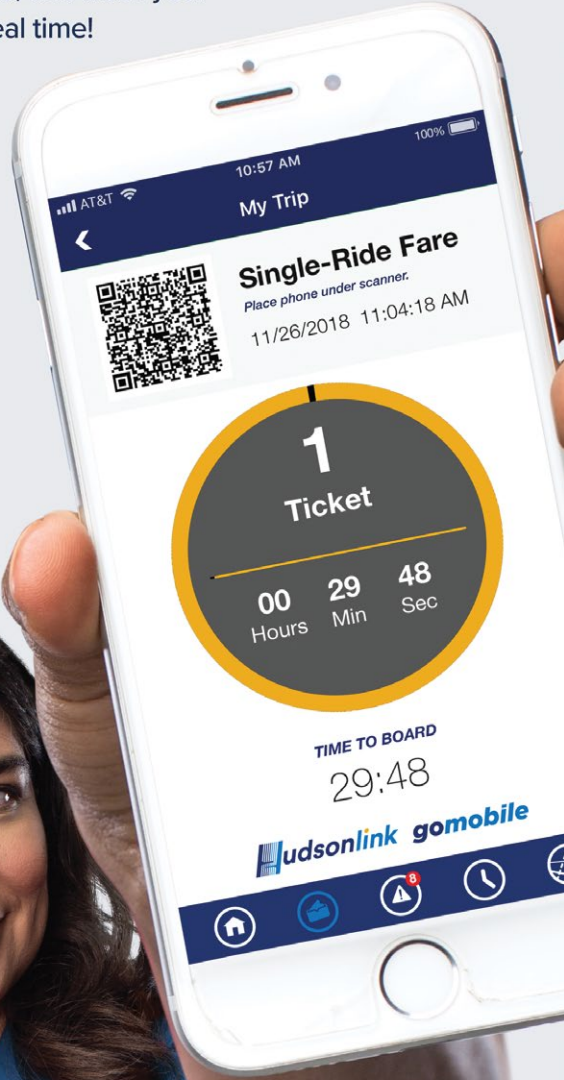 eal time!
AT&T
10:57 AM
100%
My Trip
Single-Ride Fare
Place phone under scanner.
11/26/2018 11:04:18 AM
1
Ticket
00 29 48
Hours Min Sec
TIME TO BOARD
29:48
Hudsonlink gomobile
8